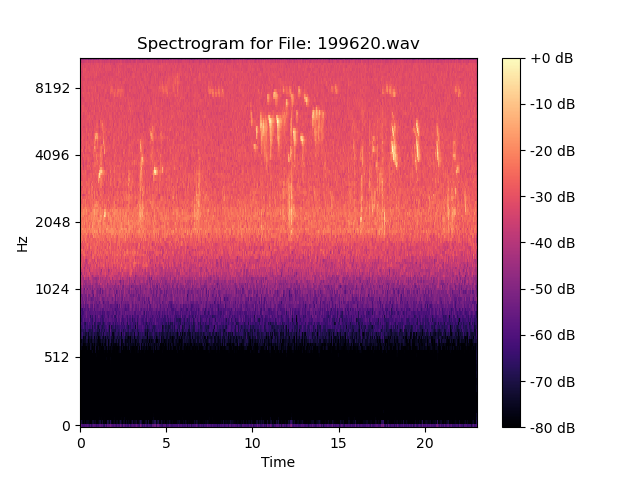 Spectrogram for File: 199620.wav
Hz
8192
4096
2048
1024
512
0
0 5 10 15 20
Time
+0 dB
-10 dB
-20 dB
-30 dB
-40 dB
-50 dB
-60 dB
-70 dB
-80 dB